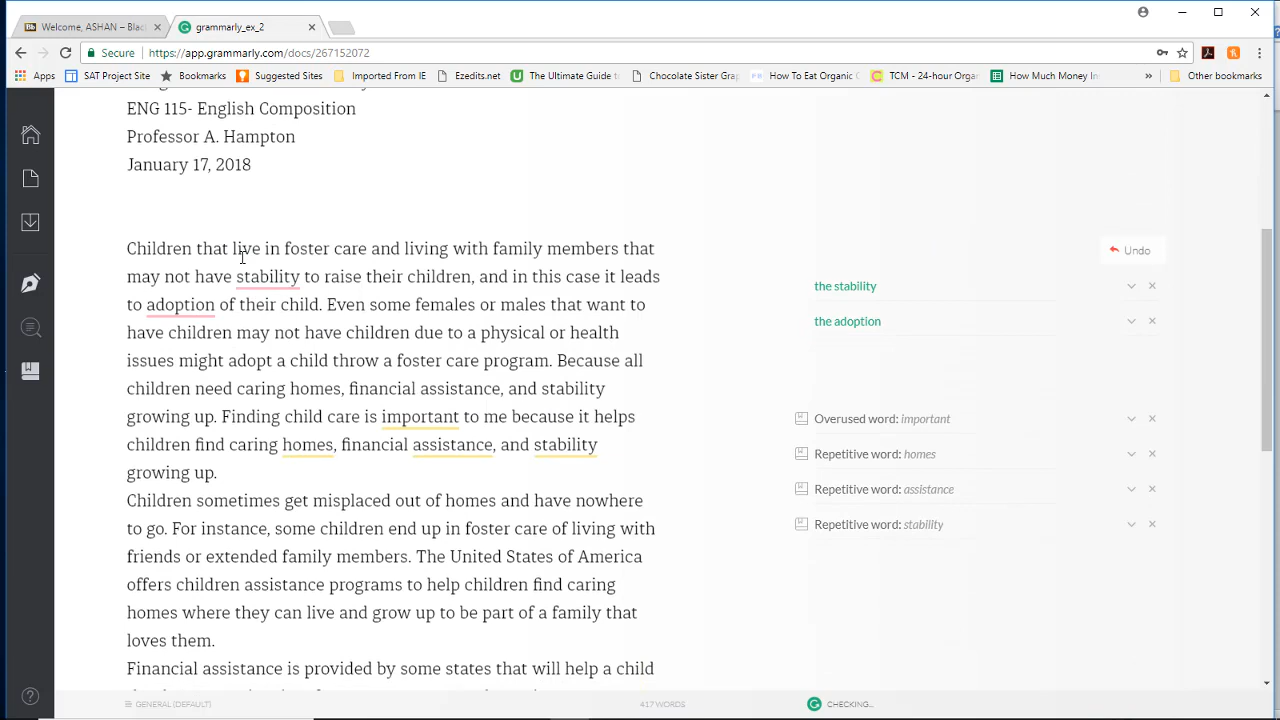 Welcome, ASHAN – Blac
grammarly_ex_2
Secure https://app.grammarly.com/docs/267152072
Apps SAT Project Site Bookmarks Suggested Sites Imported From IE Ezedits.net The Ultimate Guide to Chocolate Sister Gra How To Eat Organic TCM - 24-hour Orga How Much Money In » Other bookmarks
ENG 115- English Composition
Professor A. Hampton
January 17, 2018
Children that live in foster care and living with family members that
may not have stability to raise their children, and in this case it leads
to adoption of their child. Even some females or males that want to
have children may not have children due to a physical or health
issues might adopt a child throw a foster care program. Because all
children need caring homes, financial assistance, and stability
growing up. Finding child care is important to me because it helps
children find caring homes, financial assistance, and stability
growing up.
Children sometimes get misplaced out of homes and have nowhere
to go. For instance, some children end up in foster care of living with
friends or extended family members. The United States of America
offers children assistance programs to help children find caring
homes where they can live and grow up to be part of a family that
loves them.
Financial assistance is provided by some states that will help a child
Undo
the stability
the adoption
Overused word: important
Repetitive word: homes
Repetitive word: assistance
Repetitive word: stability
GENERAL (DEFAULT)
417 WORDS
CHECKING...